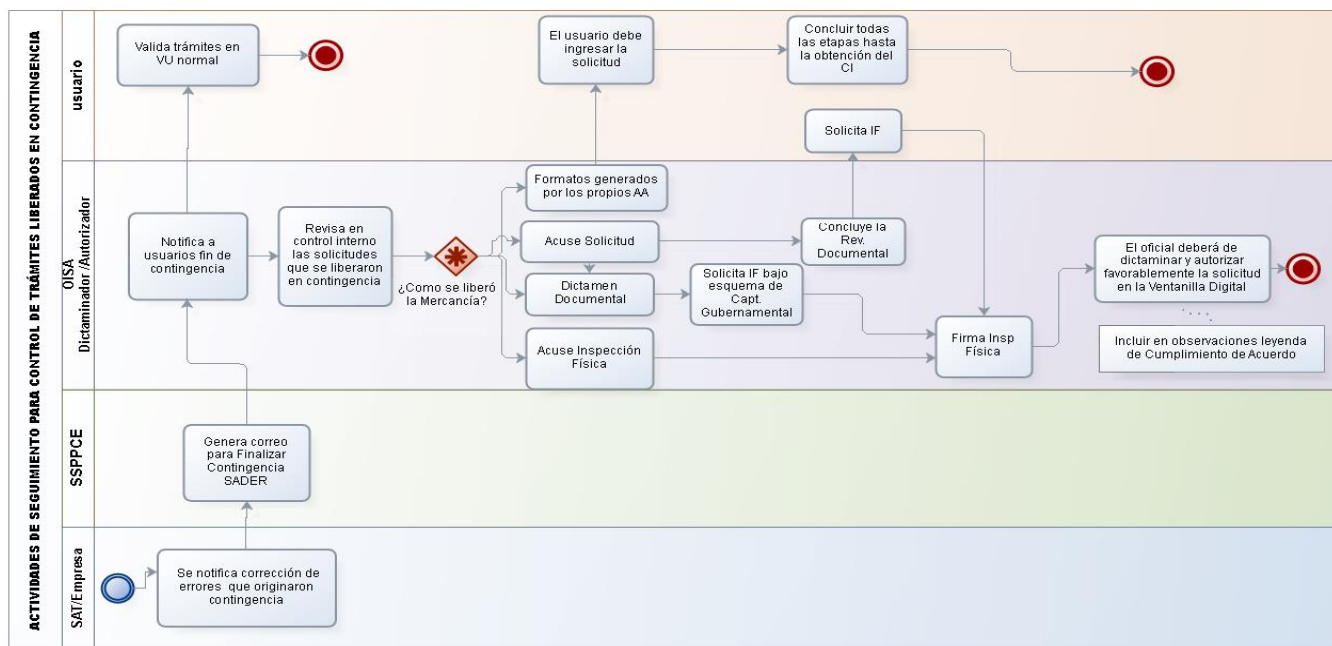 ACTIVIDADES DE SEGUIMIENTO PARA CONTROL DE TRÁMITES LIBERADOS EN CONTINGENCIA
usuario
Valida trámites en
VU normal
El usuario debe
ingresar la
solicitud
Concluir todas
las etapas hasta
la obtención del
CI
Solicita IF
OISA
Dictaminador /Autorizador
Notifica a
usuarios fin de
contingencia
Revisa en
control interno
las solicitudes
que se liberaron
en contingencia
¿Como se liberó
la Mercancía?
Formatos generados
por los propios AA
Acuse Solicitud
Dictamen
Documental
Acuse Inspección
Física
Solicita IF bajo
esquema de
Capt.
Gubernamental
Concluye la
Rev.
Documental
Firma Insp
Física
El oficial deberá de
dictaminar y autorizar
favorablemente la solicitud
en la Ventanilla Digital
Incluir en observaciones leyenda
de Cumplimiento de Acuerdo
SSPPCE
Genera correo
para Finalizar
Contingencia
SADER
SAT/Empresa
Se notifica corrección de
errores que originaron
contingencia